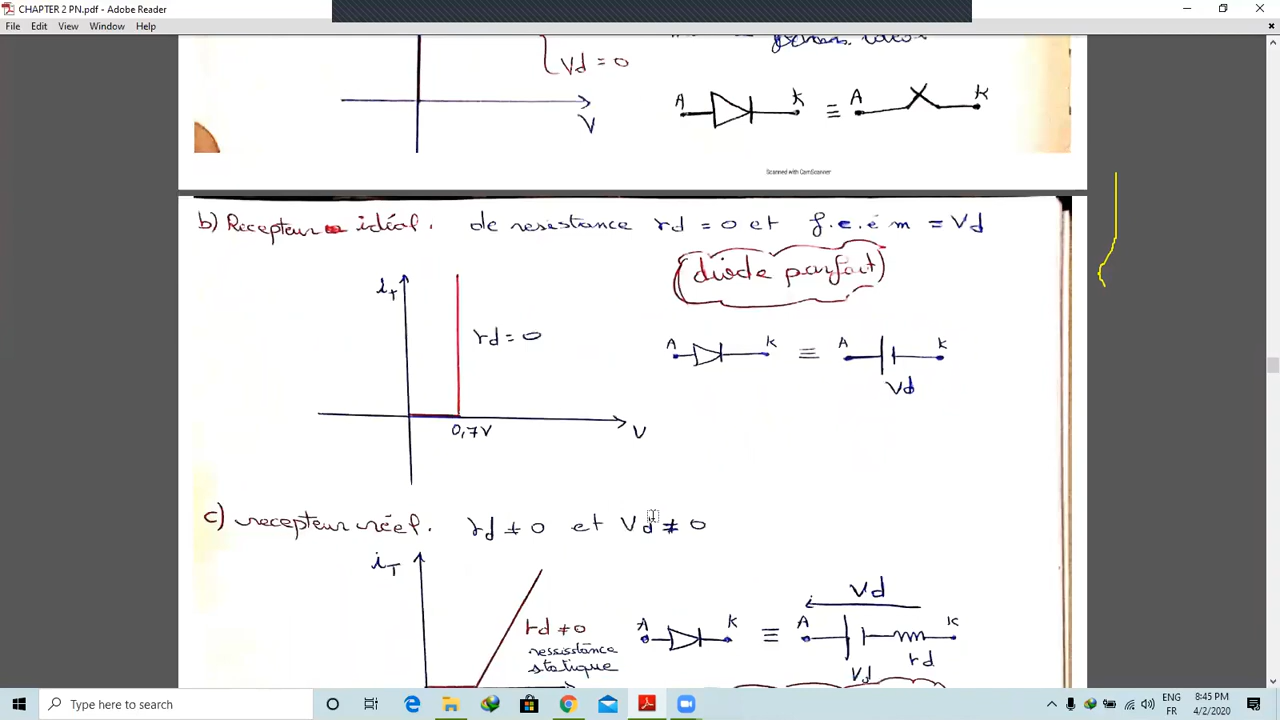 CHAPTER 2 PN.pdf - Adobe Reader
File Edit View Window Help
Vd = 0
V
A K ≡ A K
Scanned with CamScanner
b) Recepteur idéal. de resistance rd = 0 et f.c.é m = Vd
(diode parfait)
iT
rd = 0
A K ≡ A K
Vd
0,7V
V
c) recepteur réel. rd ≠ 0 et Vd ≠ 0
iT
Vd
rd ≠ 0
ressisstance
statique
A K ≡ A K
rd
Vd
Type here to search
ENG
FR
8:45 PM
4/2/2020